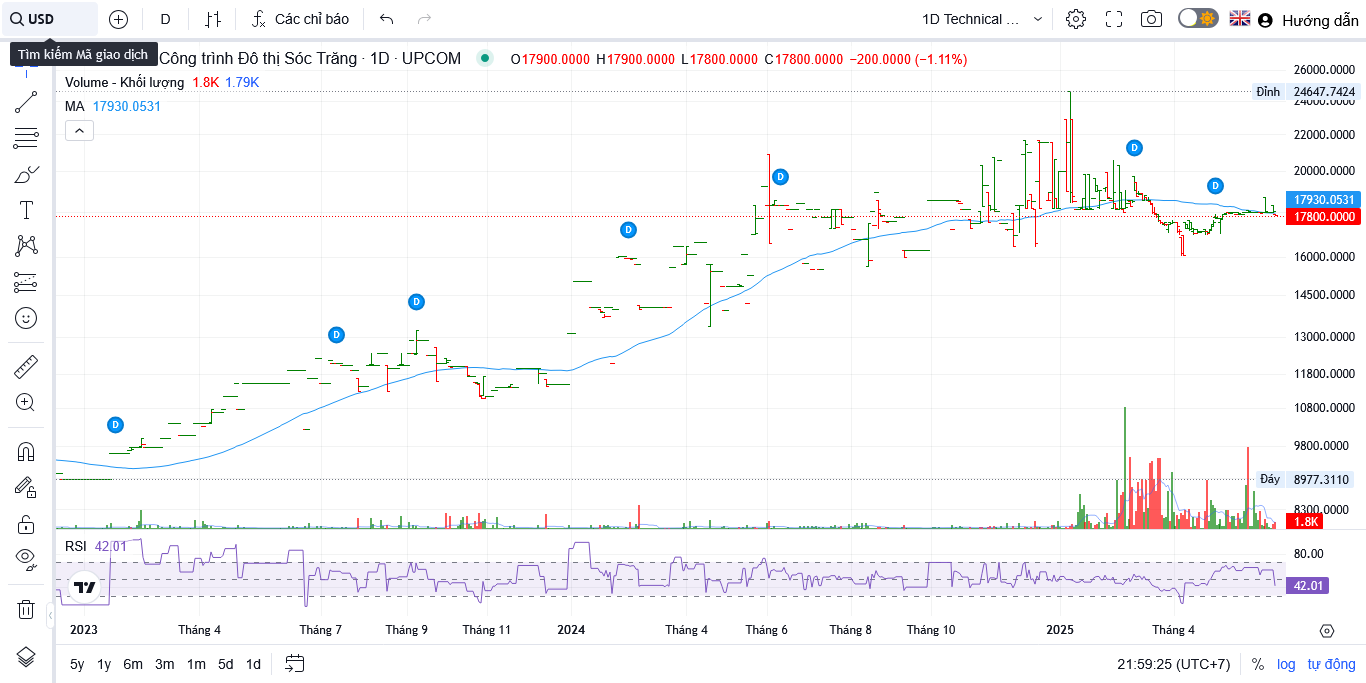 USD D Các chỉ báo 1D Technical ... Hướng dẫn
Tìm kiếm Mã giao dịch
Công trình Đô thị Sóc Trăng · 1D · UPCOM O17900.0000 H17900.0000 L17800.0000 C17800.0000 −200.0000 (−1.11%)
Volume - Khối lượng 1.8K 1.79K
MA 17930.0531
26000.0000
Đỉnh 24647.7424
24000.0000
22000.0000
20000.0000
17930.0531
17800.0000
16000.0000
14500.0000
13000.0000
11800.0000
10800.0000
9800.0000
Đáy 8977.3110
8300.0000
1.8K
D
D
D
D
D
D
D
RSI 42.01
80.00
42.01
2023 Tháng 4 Tháng 7 Tháng 9 Tháng 11 2024 Tháng 4 Tháng 6 Tháng 8 Tháng 10 2025 Tháng 4
5y 1y 6m 3m 1m 5d 1d 21:59:25 (UTC+7) % log tự động